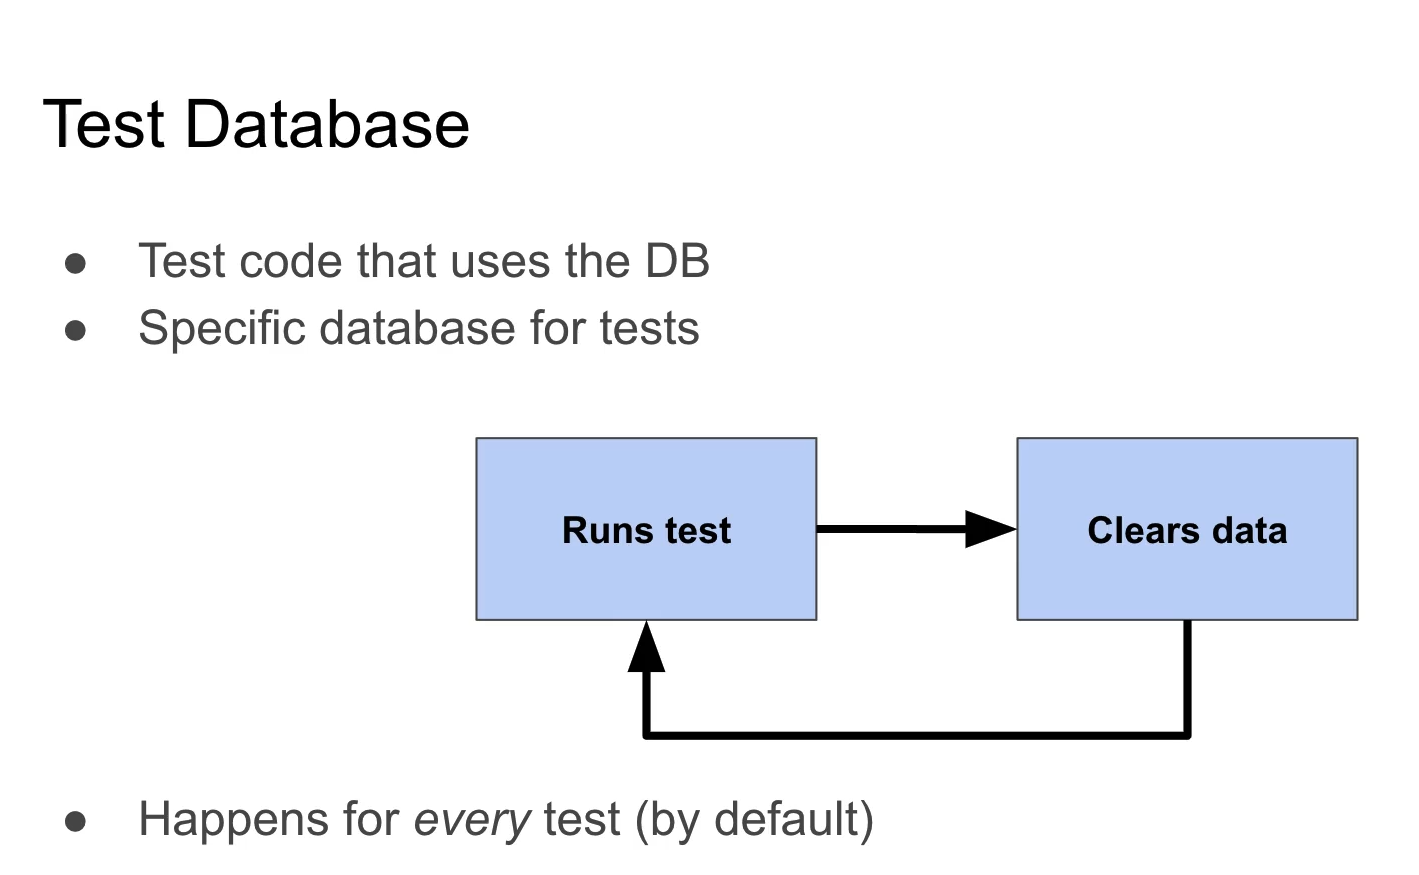 Test Database
● Test code that uses the DB
● Specific database for tests
Runs test
Clears data
● Happens for every test (by default)